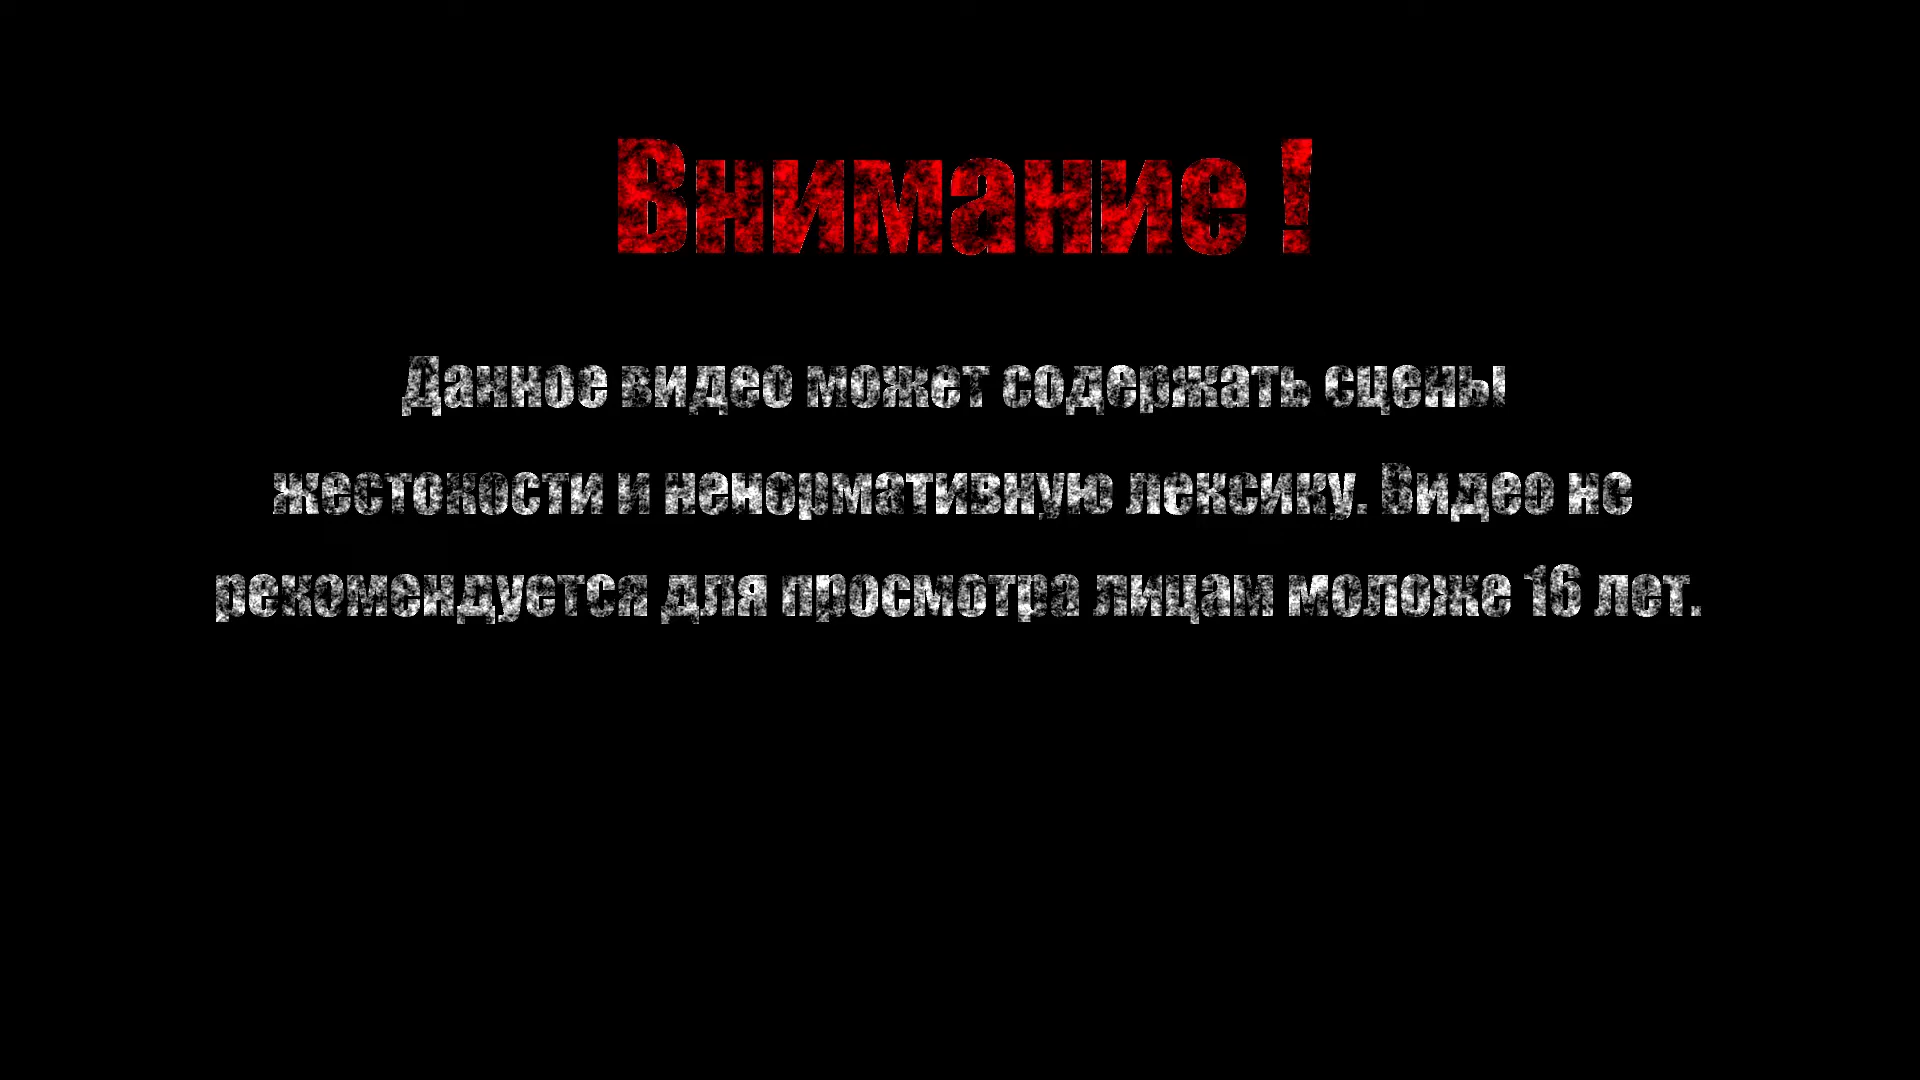 Внимание !
Данное видео может содержать сцены
жестокости и ненормативную лексику. Видео не
рекомендуется для просмотра лицам моложе 16 лет.